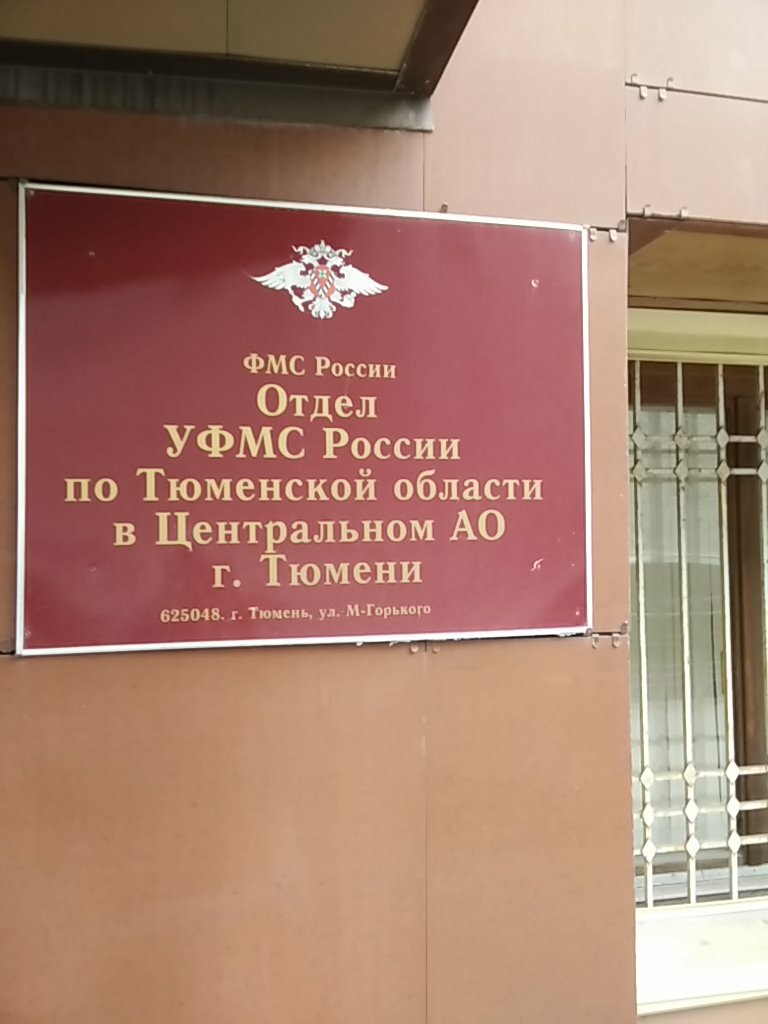 ФМС России
Отдел
УФМС России
по Тюменской области
в Центральном АО
г. Тюмени
625048. г. Тюмень, ул. М-Горького